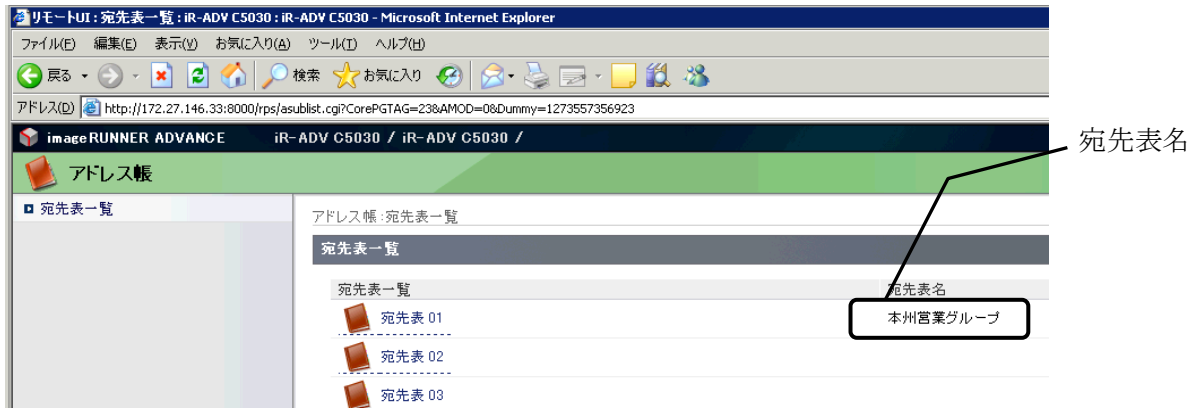 リモートUI : 宛先表一覧 : iR-ADV C5030 : iR-ADV C5030 - Microsoft Internet Explorer
ファイル(F) 編集(E) 表示(V) お気に入り(A) ツール(T) ヘルプ(H)
戻る 検索 お気に入り
アドレス(D) http://172.27.146.33:8000/rps/asublist.cgi?CorePGTAG=23&AMOD=0&Dummy=1273557356923
imageRUNNER ADVANCE iR-ADV C5030 / iR-ADV C5030 /
宛先表名
アドレス帳
宛先表一覧
アドレス帳 : 宛先表一覧
宛先表一覧
宛先表一覧 宛先表名
宛先表 01 本州営業グループ
宛先表 02
宛先表 03